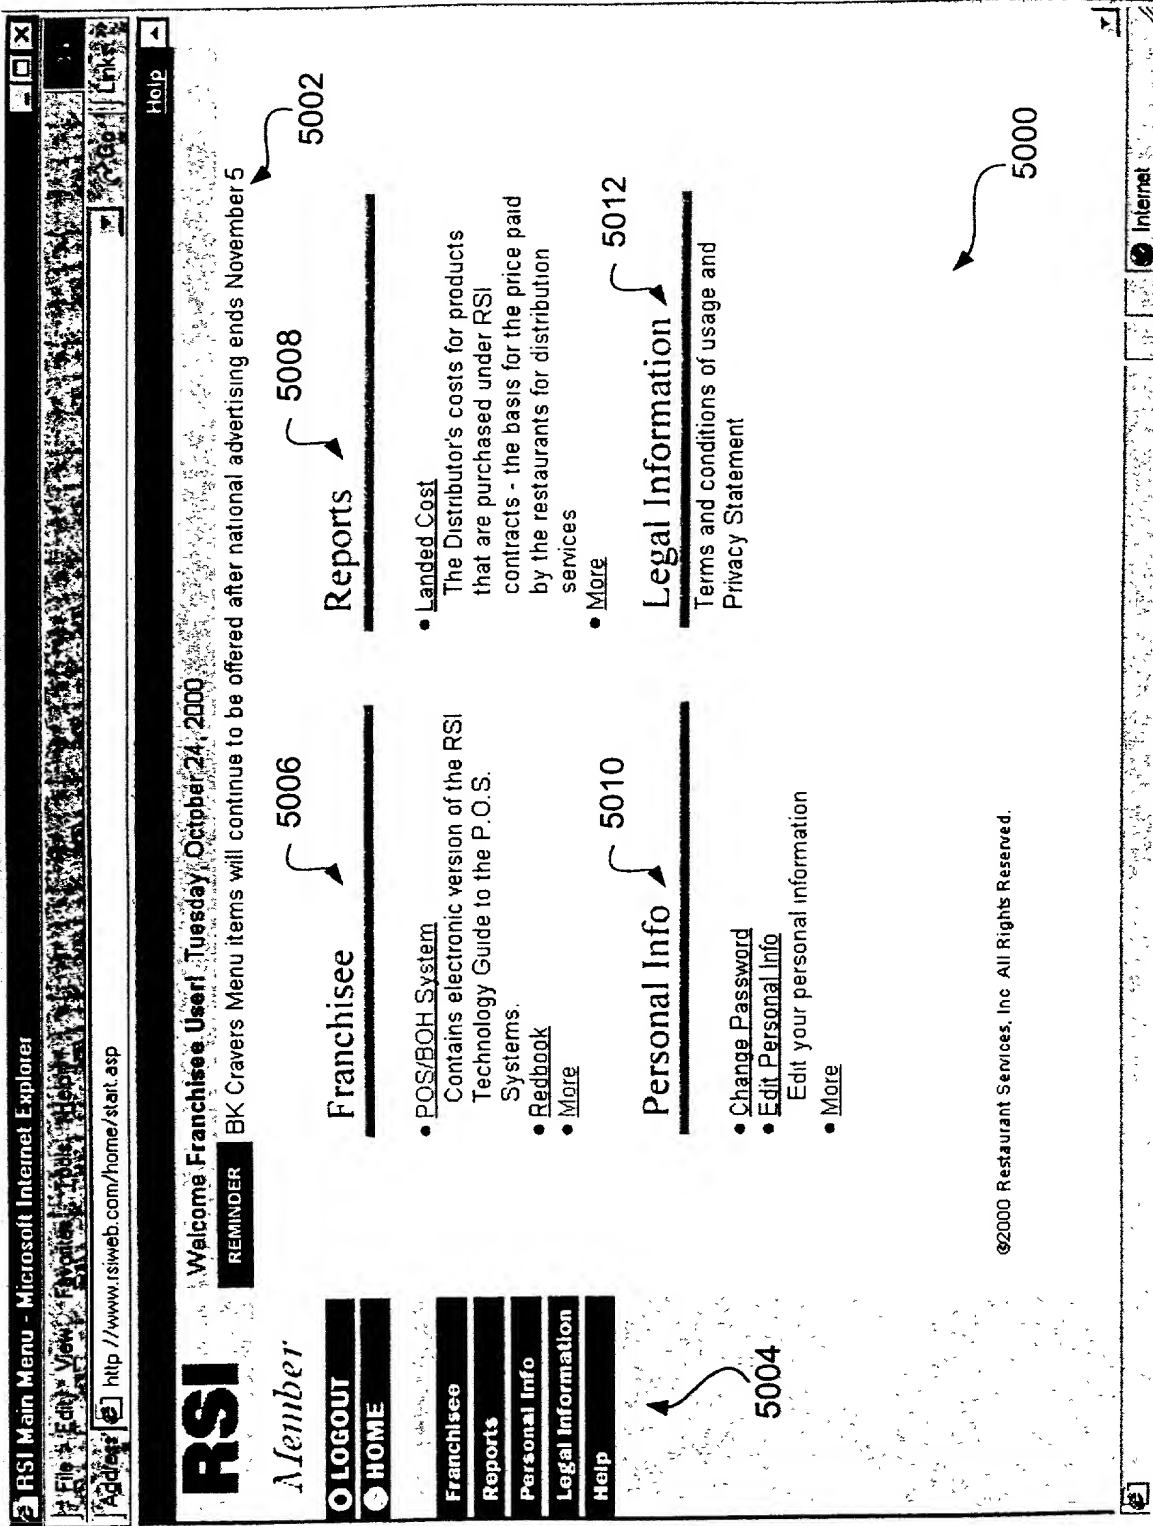 RSI Main Menu - Microsoft Internet Explorer
File Edit View Favorites Tools Help
Address http://www.rsiweb.com/home/start.asp Go Links »
Help
RSI
Member
LOGOUT
HOME
Franchisee
Reports
Personal Info
Legal Information
Help
5004
Welcome Franchisee User! Tuesday, October 24, 2000
REMINDER BK Cravers Menu items will continue to be offered after national advertising ends November 5
5002
5006
Franchisee
• POS/BOH System
Contains electronic version of the RSI
Technology Guide to the P.O.S.
Systems.
• Redbook
• More
5008
Reports
• Landed Cost
The Distributor's costs for products
that are purchased under RSI
contracts - the basis for the price paid
by the restaurants for distribution
services
• More
5010
Personal Info
• Change Password
• Edit Personal Info
Edit your personal information
• More
5012
Legal Information
Terms and conditions of usage and
Privacy Statement
5000
©2000 Restaurant Services, Inc All Rights Reserved.
Internet